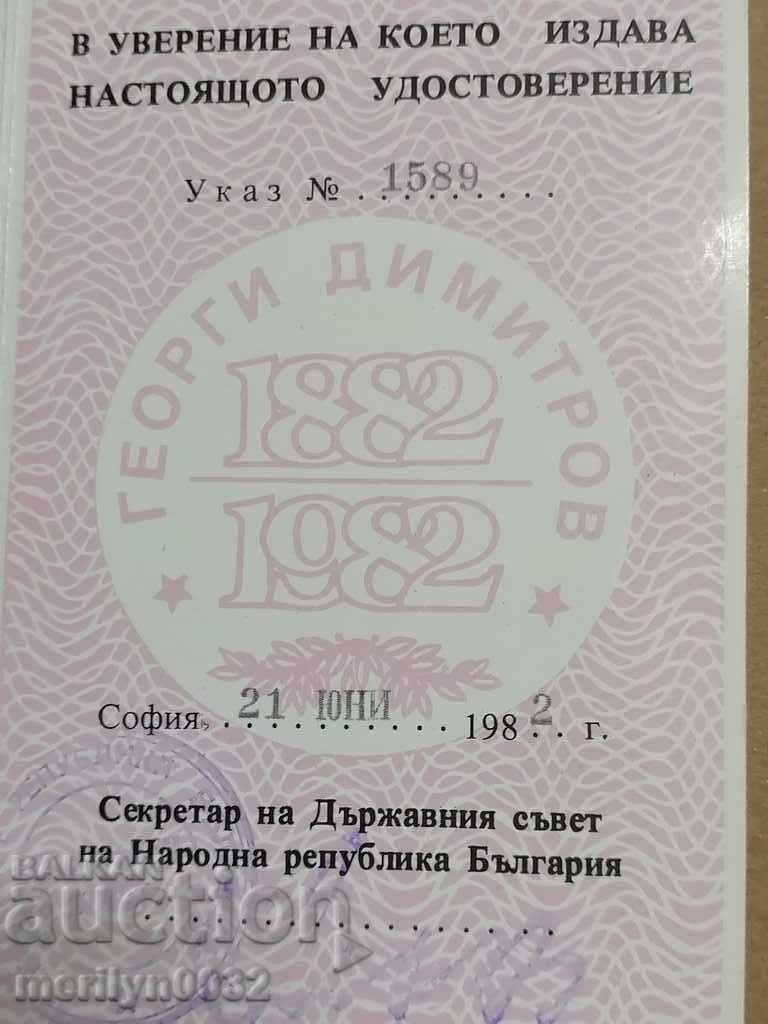 В УВЕРЕНИЕ НА КОЕТО ИЗДАВА
НАСТОЯЩОТО УДОСТОВЕРЕНИЕ
Указ № . 1589 . . . .
ГЕОРГИ ДИМИТРОВ
1882
1982
София, . 21 ЮНИ . . . 1982 . . г.
Секретар на Държавния съвет
на Народна република България
BALKAN
auction
merilyn0032